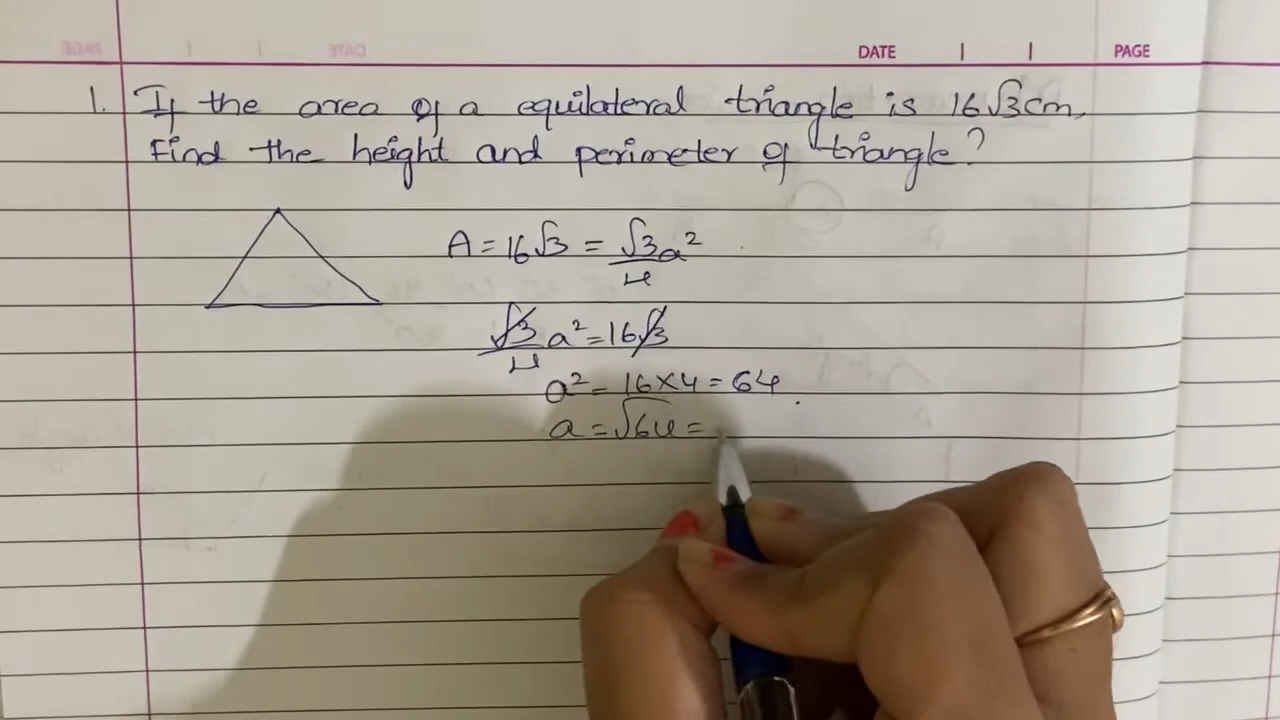 DATE PAGE
1. If the area of a equilateral triangle is 16√3cm,
Find the height and perimeter of triangle?
A = 16√3 = √3/4 a²
√3/4 a² = 16√3
a² = 16×4 = 64
a = √64 =